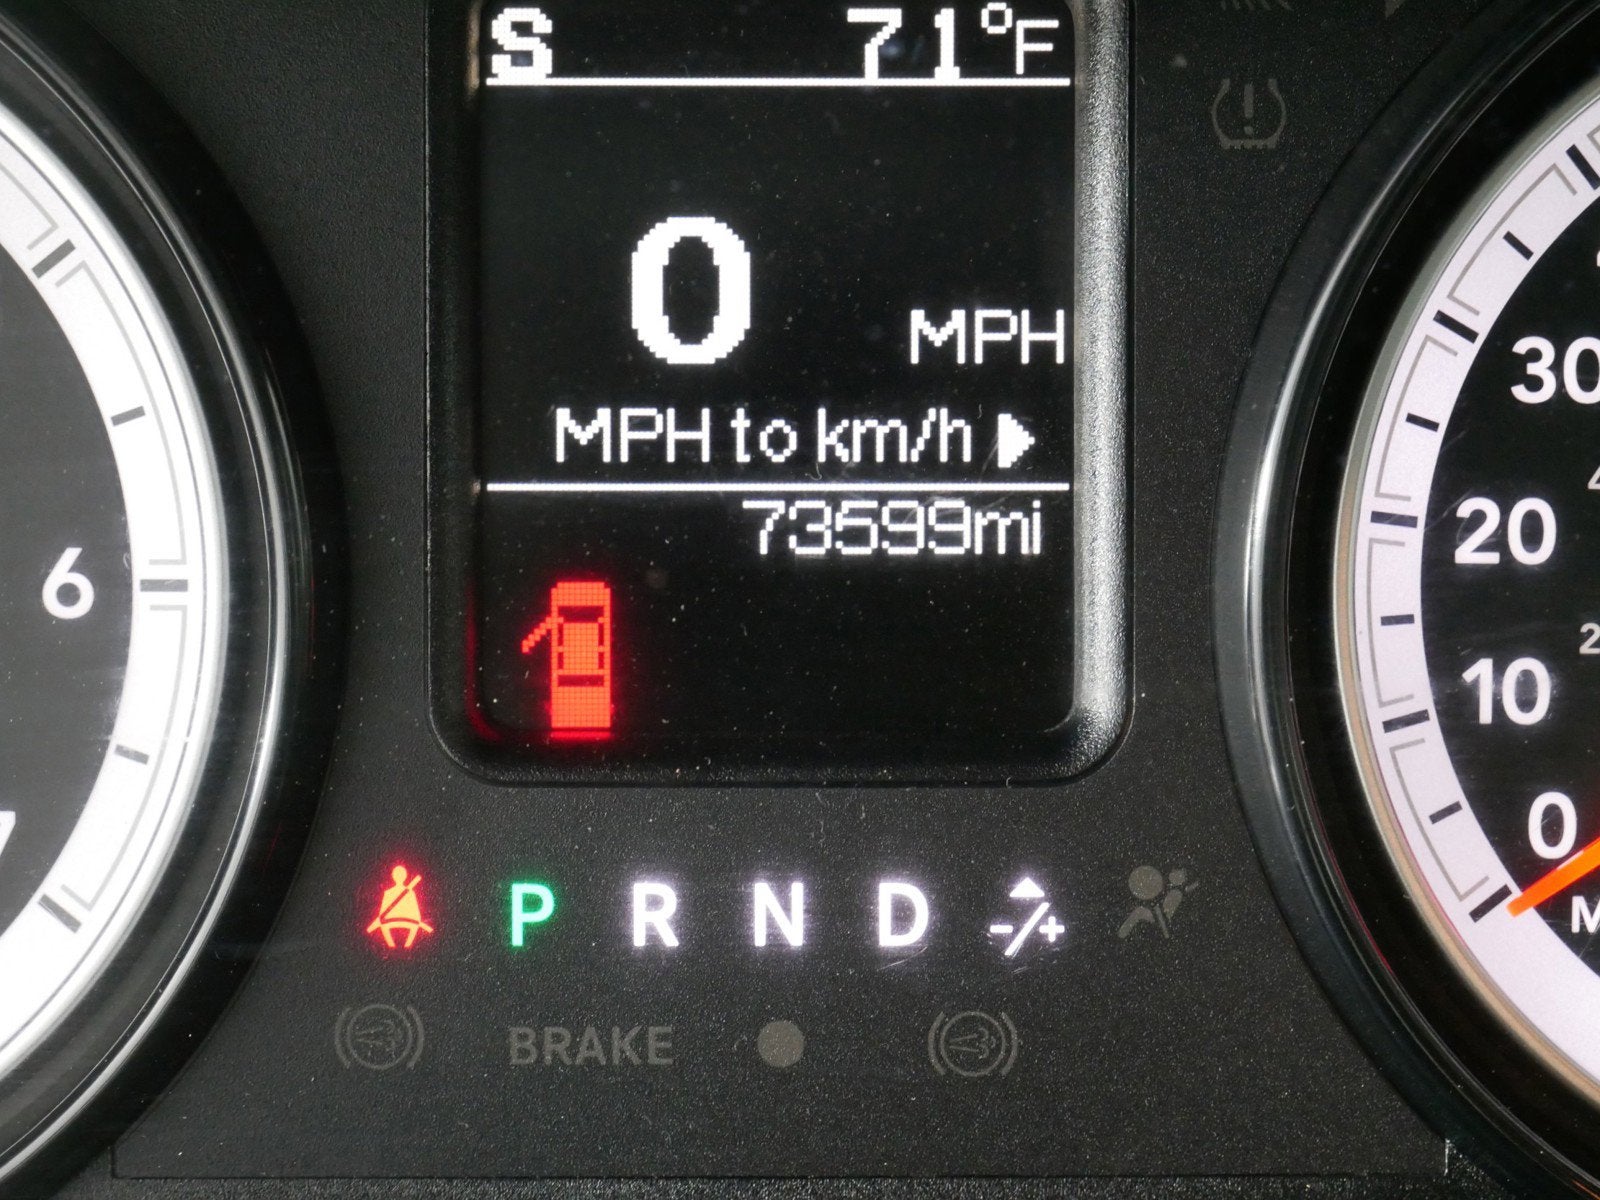 S 71°F
0 MPH
MPH to km/h
73599mi
6
30
20
10
0
P R N D -/+
BRAKE